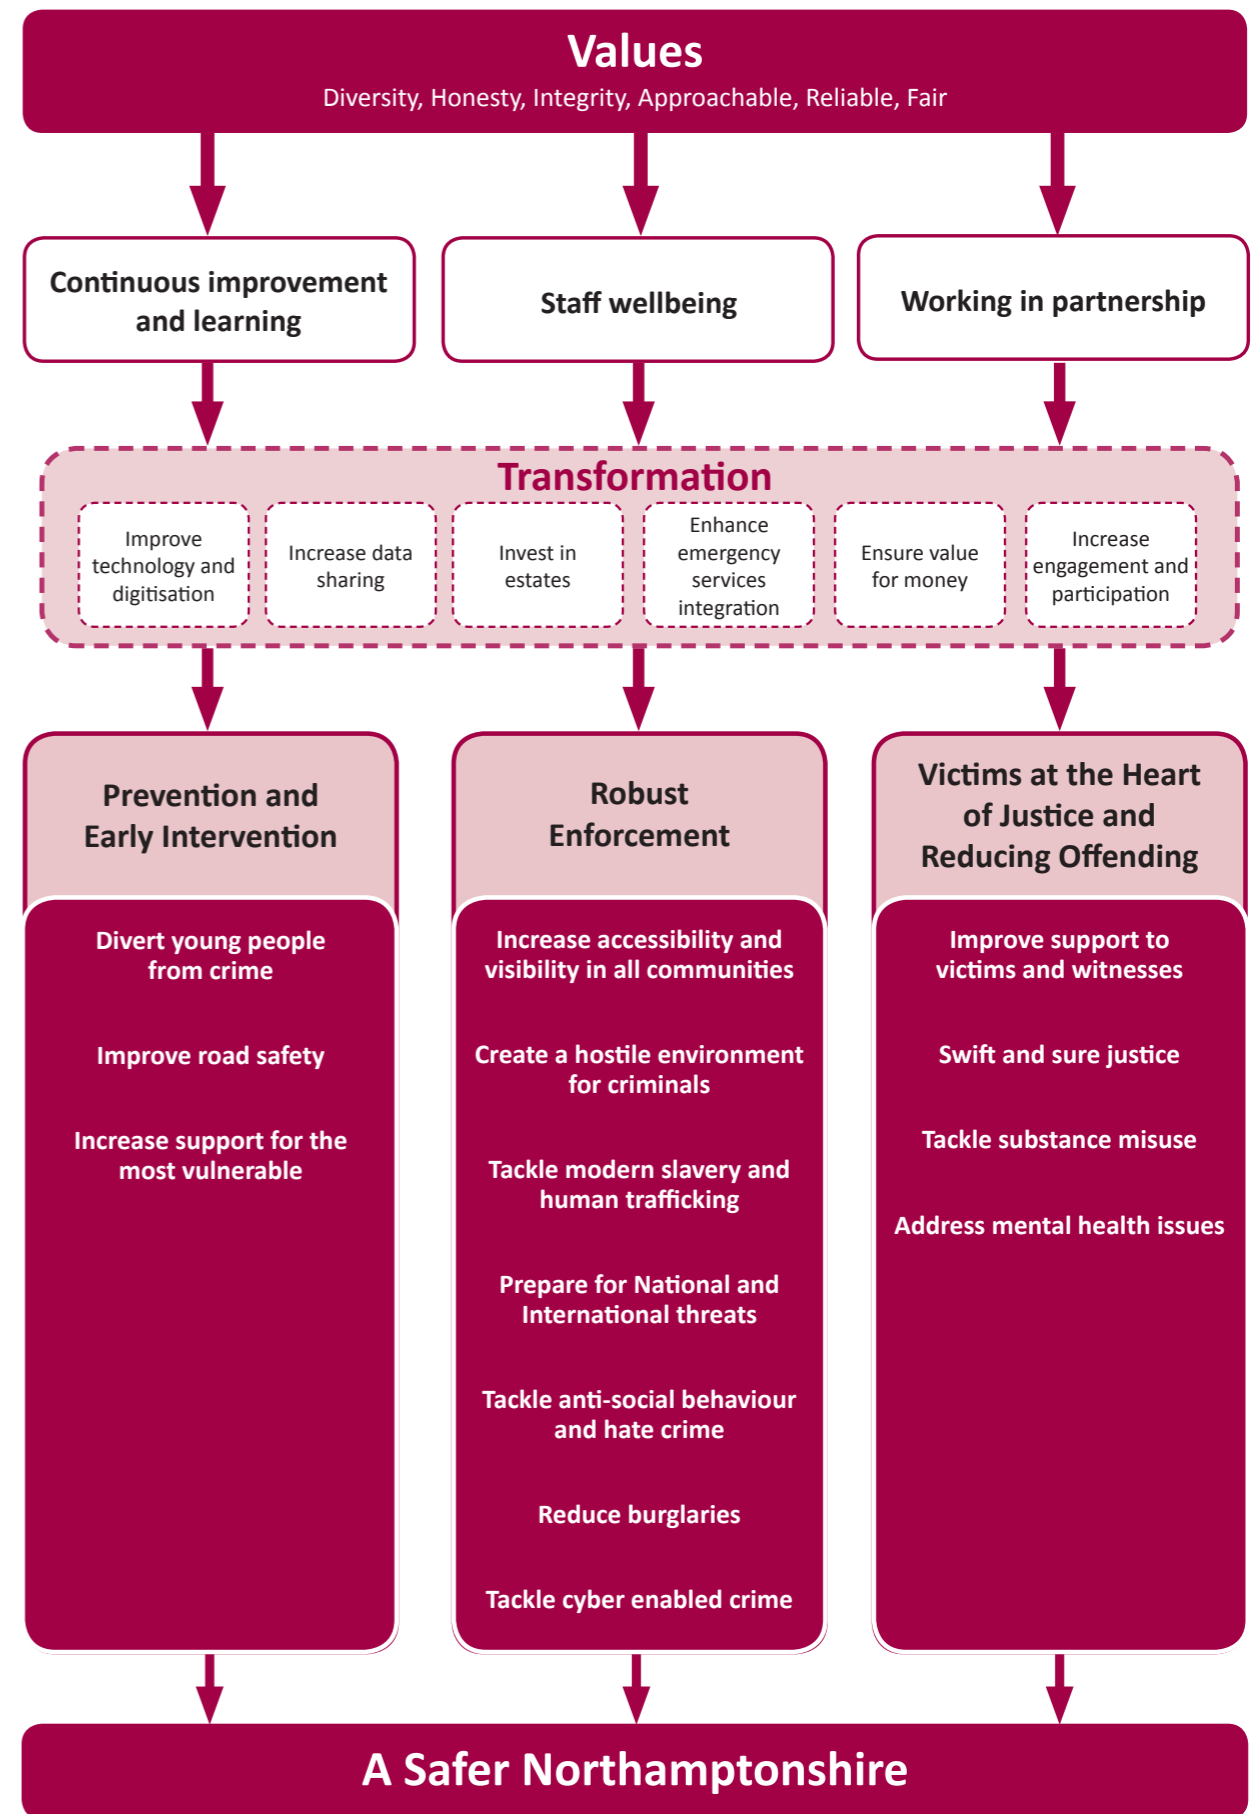 Values
Diversity, Honesty, Integrity, Approachable, Reliable, Fair
Continuous improvement
and learning
Staff wellbeing
Working in partnership
Transformation
Improve
technology and
digitisation
Increase data
sharing
Invest in
estates
Enhance
emergency
services
integration
Ensure value
for money
Increase
engagement and
participation
Prevention and
Early Intervention
Divert young people
from crime
Improve road safety
Increase support for the
most vulnerable
Robust
Enforcement
Increase accessibility and
visibility in all communities
Create a hostile environment
for criminals
Tackle modern slavery and
human trafficking
Prepare for National and
International threats
Tackle anti-social behaviour
and hate crime
Reduce burglaries
Tackle cyber enabled crime
Victims at the Heart
of Justice and
Reducing Offending
Improve support to
victims and witnesses
Swift and sure justice
Tackle substance misuse
Address mental health issues
A Safer Northamptonshire